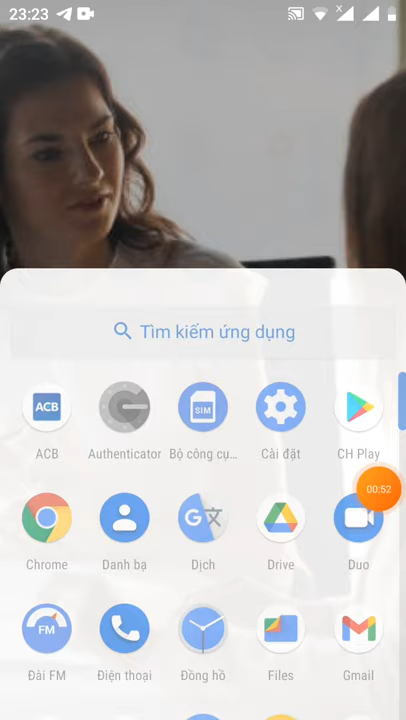 23:23
Tìm kiếm ứng dụng
ACB
SIM
ACB
Authenticator
Bộ công cụ...
Cài đặt
CH Play
00:52
G
Chrome
Danh bạ
Dịch
Drive
Duo
FM
Đài FM
Điện thoại
Đồng hồ
Files
Gmail